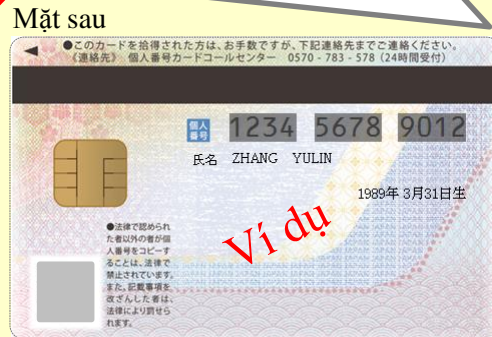 Mặt sau
●このカードを拾得された方は、お手数ですが、下記連絡先までご連絡ください。
《連絡先》 個人番号カードコールセンター 0570 - 783 - 578 (24時間受付)
個人番号 1234 5678 9012
氏名 ZHANG YULIN
1989年 3月31日生
Ví dụ
●法律で認められ
た者以外の者が個
人番号をコピーす
ることは、法律で
禁止されています。
また、記載事項を
改ざんした者は、
法律により罰せら
れます。